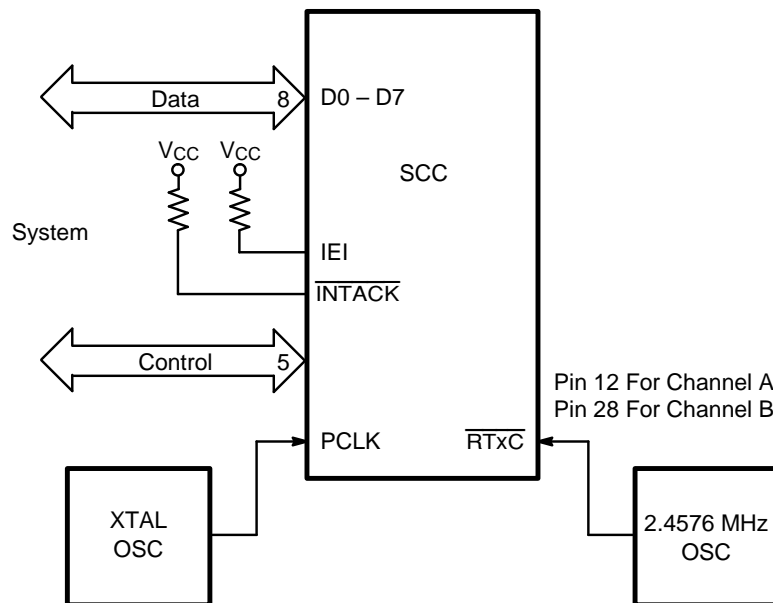 Data 8 D0 – D7
VCC VCC
SCC
System
IEI
INTACK
Control 5
Pin 12 For Channel A
Pin 28 For Channel B
PCLK RTxC
XTAL
OSC
2.4576 MHz
OSC